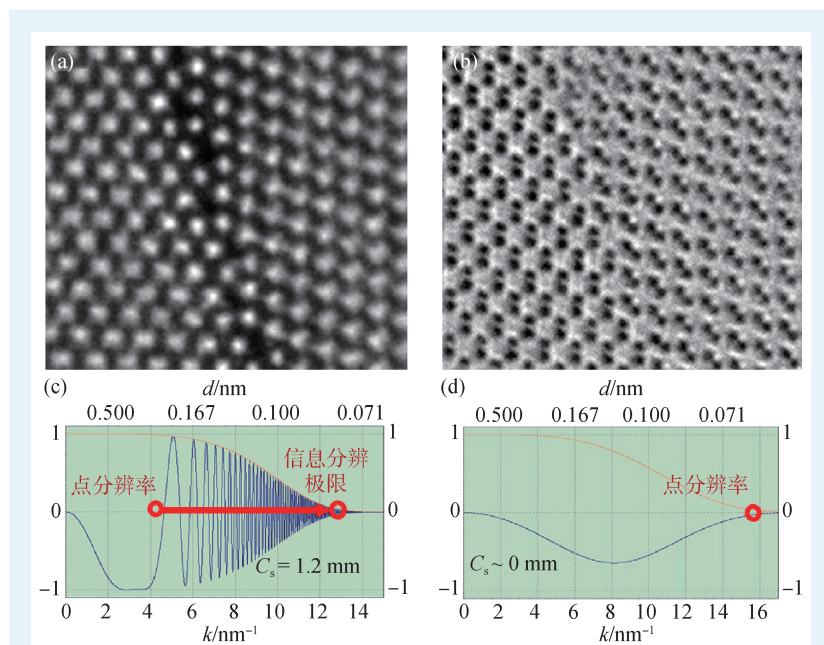 (a)
(b)
(c)
d/nm
0.500 0.167 0.100 0.071
1 1
点分辨率
信息分辨
极限
0 0
Cs = 1.2 mm
-1 -1
0 2 4 6 8 10 12 14
k/nm⁻¹
(d)
d/nm
0.500 0.167 0.100 0.071
1 1
点分辨率
0 0
Cs ~ 0 mm
-1 -1
0 2 4 6 8 10 12 14 16
k/nm⁻¹